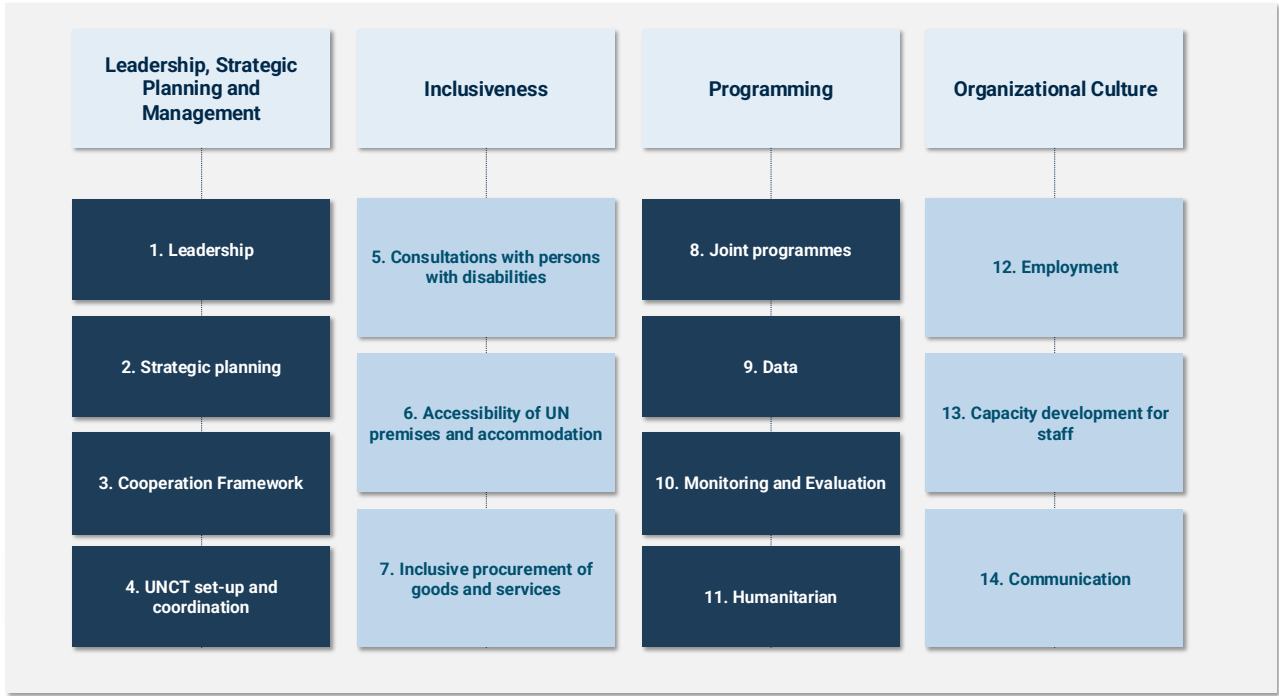 Leadership, Strategic
Planning and
Management
1. Leadership
2. Strategic planning
3. Cooperation Framework
4. UNCT set-up and
coordination
Inclusiveness
5. Consultations with persons
with disabilities
6. Accessibility of UN
premises and accommodation
7. Inclusive procurement of
goods and services
Programming
8. Joint programmes
9. Data
10. Monitoring and Evaluation
11. Humanitarian
Organizational Culture
12. Employment
13. Capacity development for
staff
14. Communication